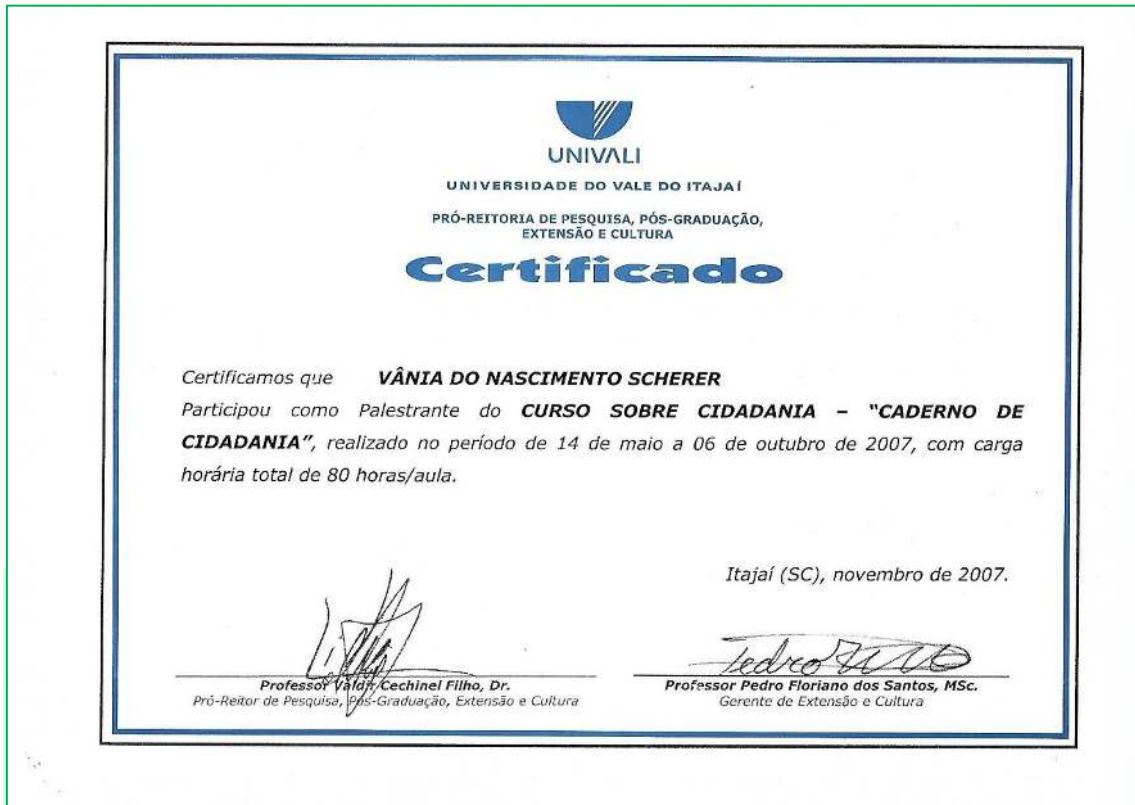 UNIVALI
UNIVERSIDADE DO VALE DO ITAJAÍ
PRÓ-REITORIA DE PESQUISA, PÓS-GRADUAÇÃO,
EXTENSÃO E CULTURA
Certificado
Certificamos que VÂNIA DO NASCIMENTO SCHERER
Participou como Palestrante do CURSO SOBRE CIDADANIA – "CADERNO DE
CIDADANIA", realizado no período de 14 de maio a 06 de outubro de 2007, com carga
horária total de 80 horas/aula.
Itajaí (SC), novembro de 2007.
Professor Valdir Cechinel Filho, Dr.
Pró-Reitor de Pesquisa, Pós-Graduação, Extensão e Cultura
Pedro
Professor Pedro Floriano dos Santos, MSc.
Gerente de Extensão e Cultura